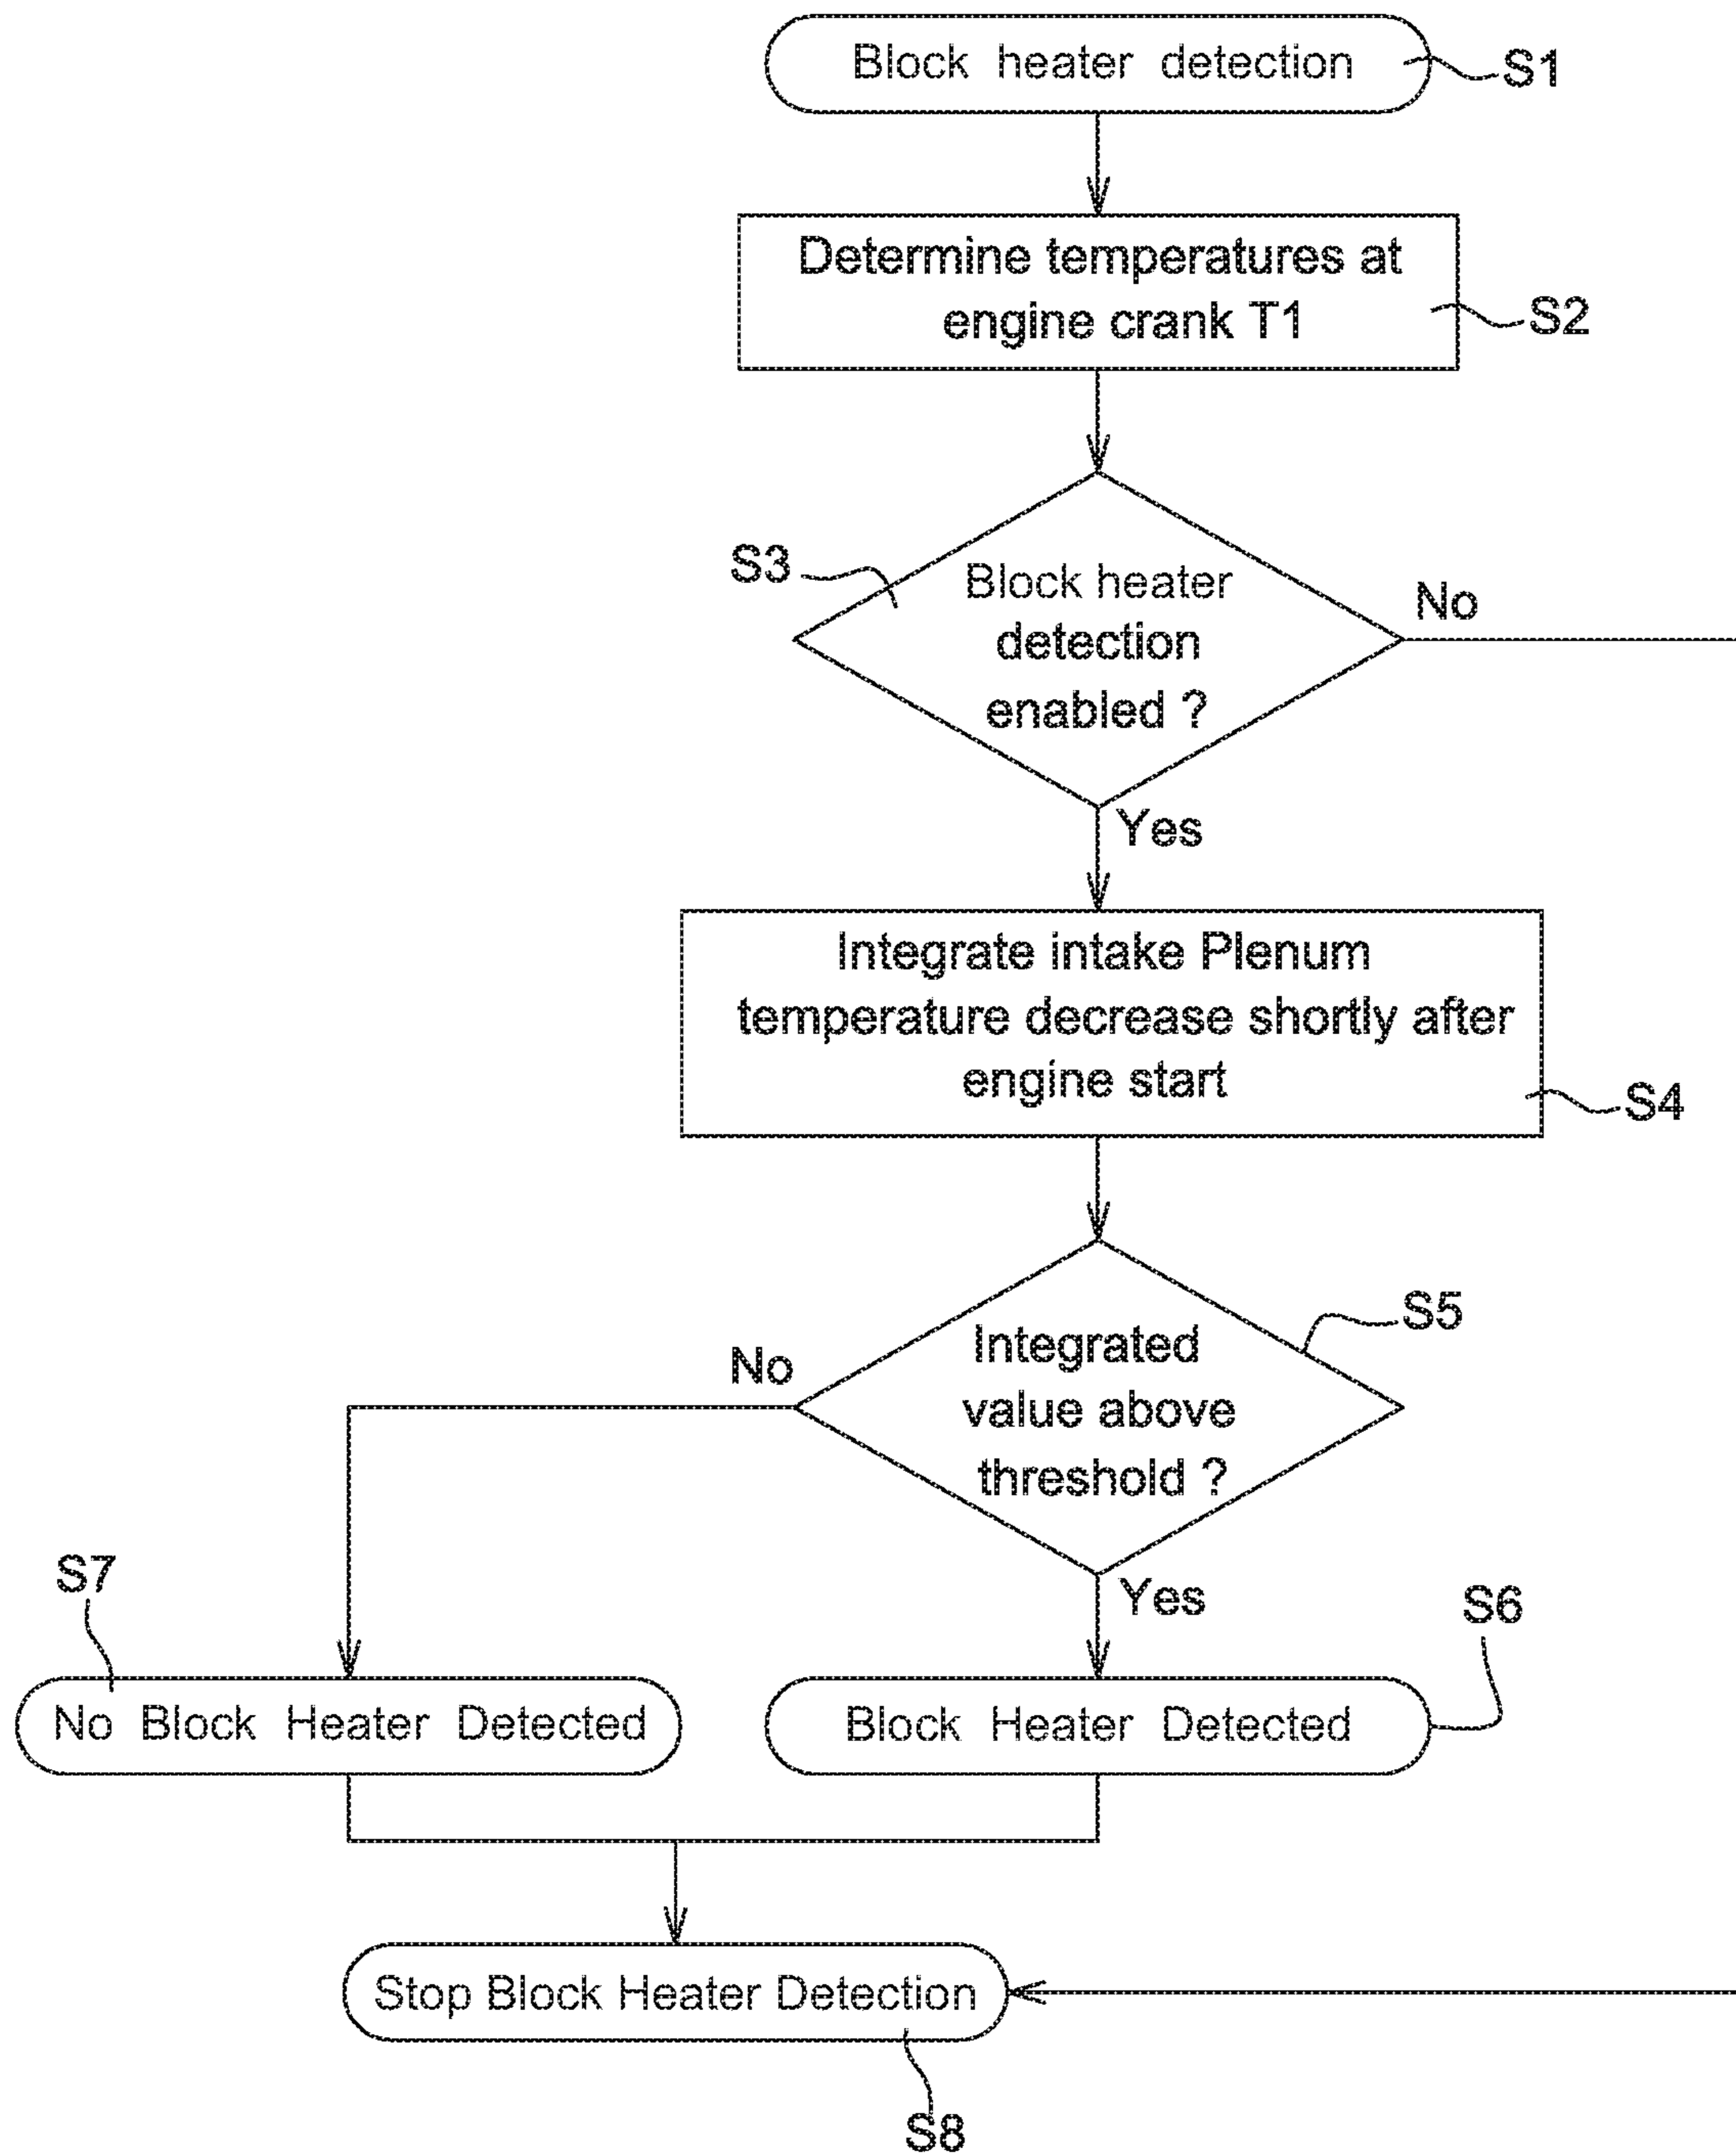 Block heater detection
S1
Determine temperatures at
engine crank T1
S2
S3
Block heater
detection
enabled ?
No
Yes
Integrate intake Plenum
temperature decrease shortly after
engine start
S4
S5
Integrated
value above
threshold ?
No
Yes
S7
S6
No Block Heater Detected
Block Heater Detected
Stop Block Heater Detection
S8